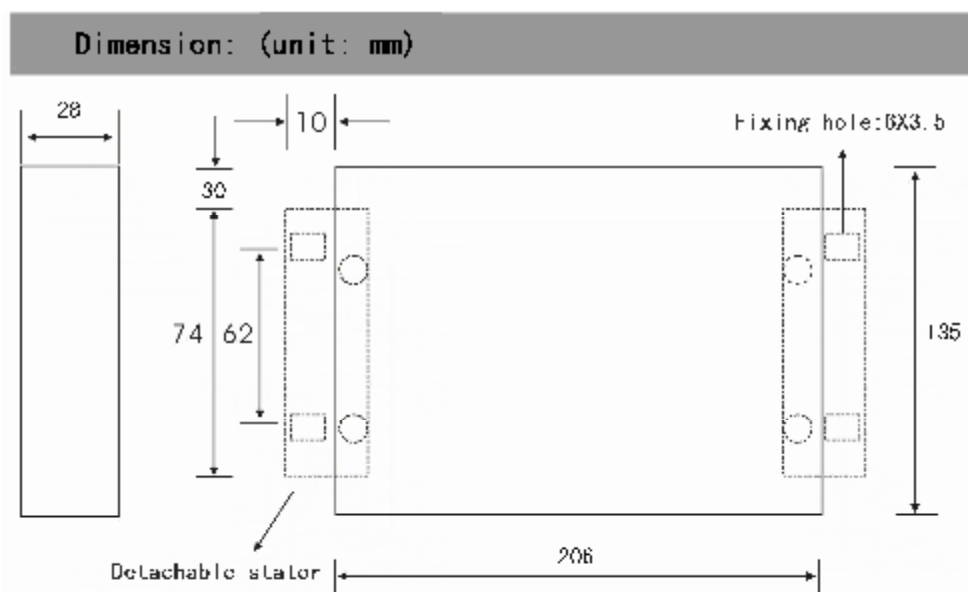 Dimension: (unit: mm)
28
10
Fixing hole:6X3.5
30
74
62
135
206
Detachable stator